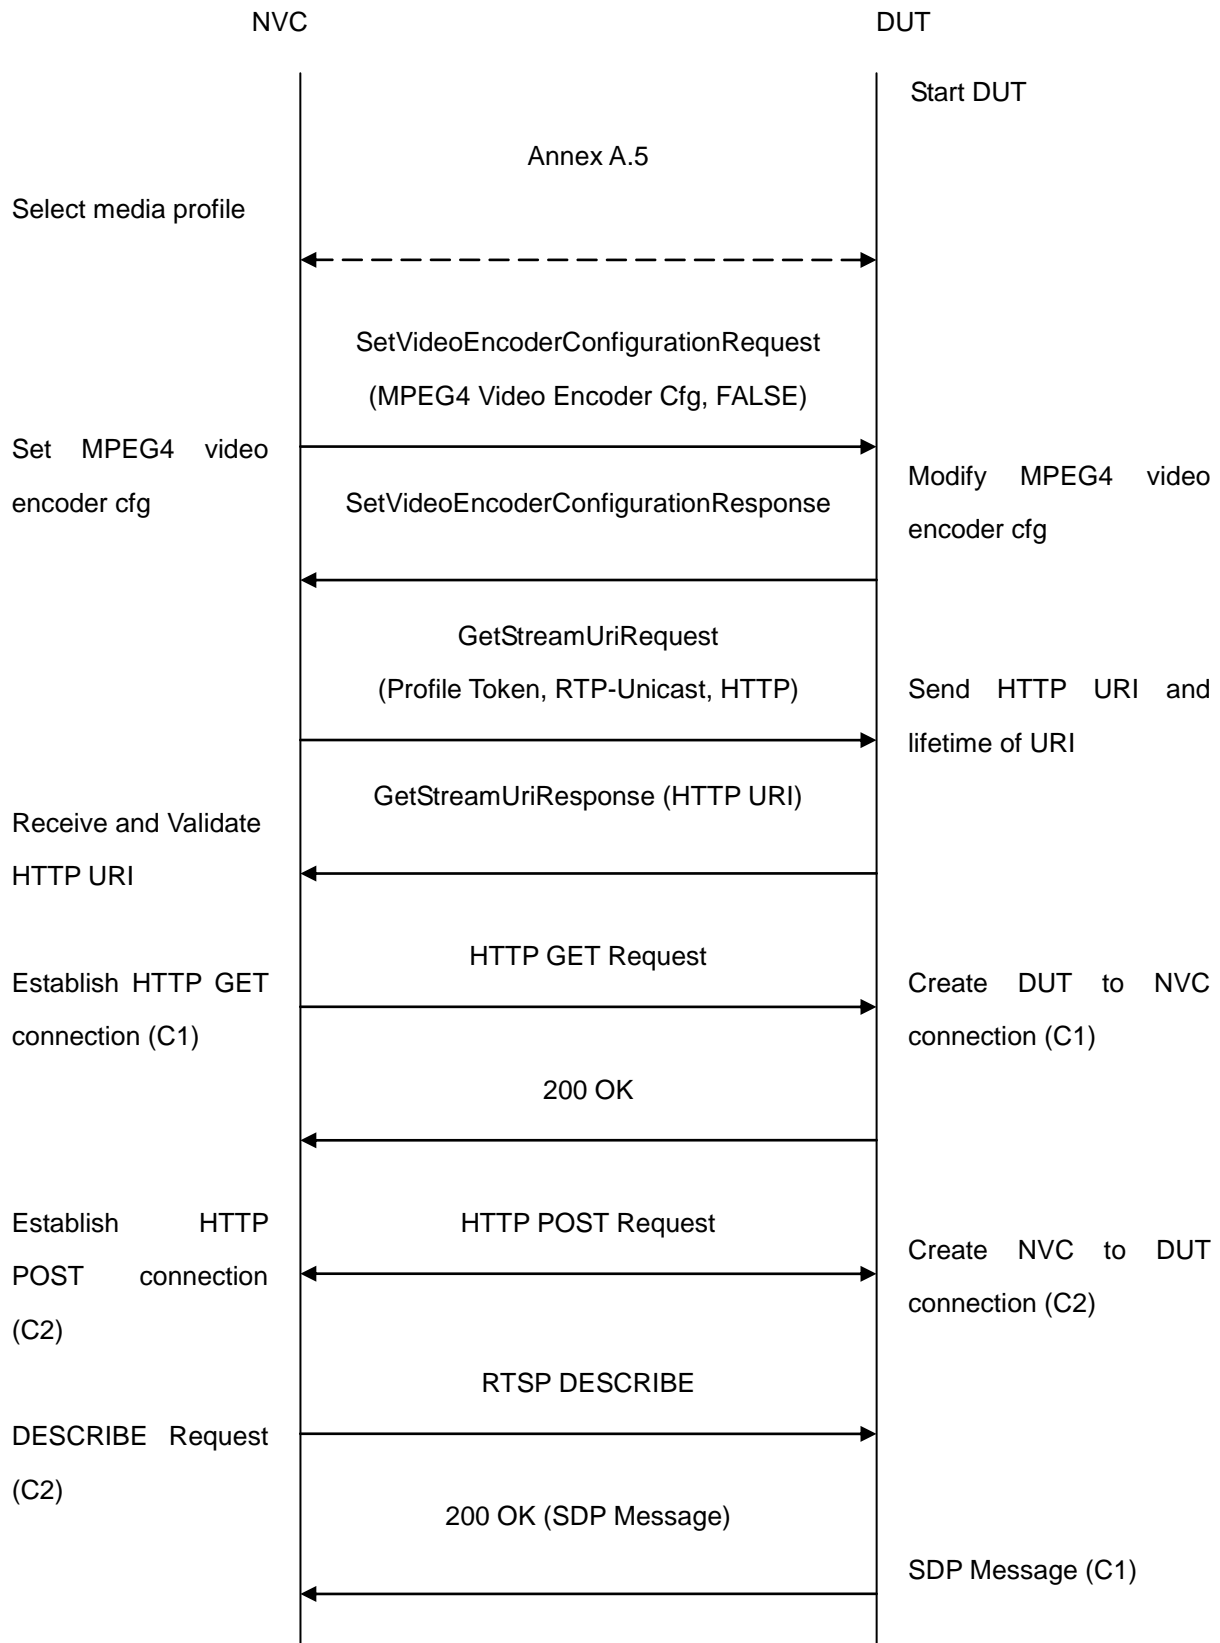 NVC
DUT
Start DUT
Annex A.5
Select media profile
SetVideoEncoderConfigurationRequest
(MPEG4 Video Encoder Cfg, FALSE)
Set MPEG4 video
encoder cfg
Modify MPEG4 video
encoder cfg
SetVideoEncoderConfigurationResponse
GetStreamUriRequest
(Profile Token, RTP-Unicast, HTTP)
Send HTTP URI and
lifetime of URI
GetStreamUriResponse (HTTP URI)
Receive and Validate
HTTP URI
HTTP GET Request
Establish HTTP GET
connection (C1)
Create DUT to NVC
connection (C1)
200 OK
HTTP POST Request
Establish HTTP
POST connection
(C2)
Create NVC to DUT
connection (C2)
RTSP DESCRIBE
DESCRIBE Request
(C2)
200 OK (SDP Message)
SDP Message (C1)